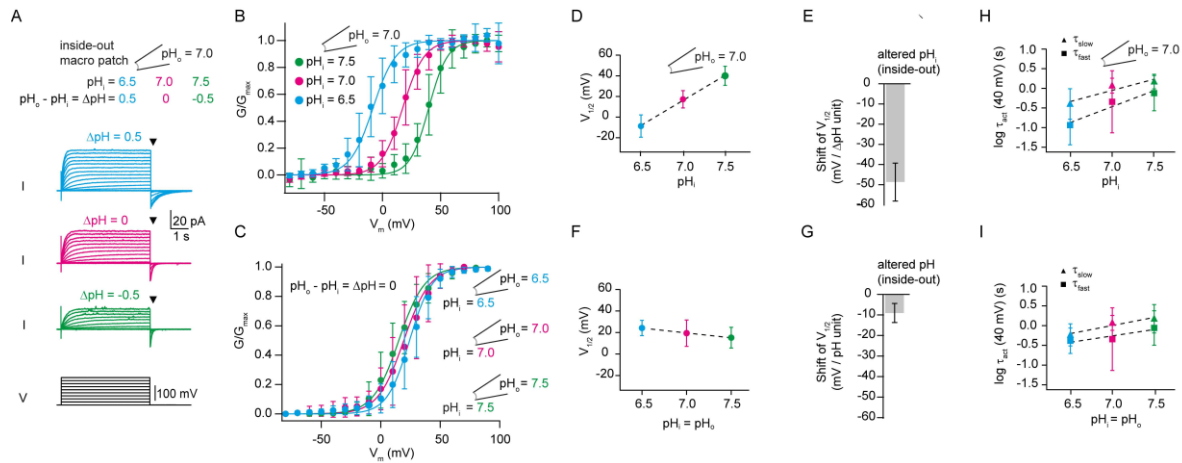 A
inside-out
macro patch
pHo = 7.0
pHi = 6.5 7.0 7.5
pHo - pHi = ΔpH = 0.5 0 -0.5
ΔpH = 0.5
I
20 pA
1 s
ΔpH = 0
I
ΔpH = -0.5
I
V
100 mV
B
pHo = 7.0
pHi = 7.5
pHi = 7.0
pHi = 6.5
G/Gmax
1.0
0.8
0.6
0.4
0.2
0.0
-50 0 50 100
Vm (mV)
C
pHo - pHi = ΔpH = 0
pHo = 6.5
pHi = 6.5
pHo = 7.0
pHi = 7.0
pHo = 7.5
pHi = 7.5
G/Gmax
1.0
0.8
0.6
0.4
0.2
0.0
-50 0 50 100
Vm (mV)
D
pHo = 7.0
V1/2 (mV)
60
40
20
0
-20
-40
6.5 7.0 7.5
pHi
E
altered pHi
(inside-out)
Shift of V1/2
(mV / ΔpH unit)
0
-10
-20
-30
-40
-50
-60
F
V1/2 (mV)
60
40
20
0
-20
-40
6.5 7.0 7.5
pHi = pHo
G
altered pH
(inside-out)
Shift of V1/2
(mV / pH unit)
0
-10
-20
-30
-40
-50
-60
H
τslow
τfast
pHo = 7.0
log τact (40 mV) (s)
1.5
1.0
0.5
0.0
-0.5
-1.0
-1.5
6.5 7.0 7.5
pHi
I
τslow
τfast
log τact (40 mV) (s)
1.5
1.0
0.5
0.0
-0.5
-1.0
-1.5
6.5 7.0 7.5
pHi = pHo